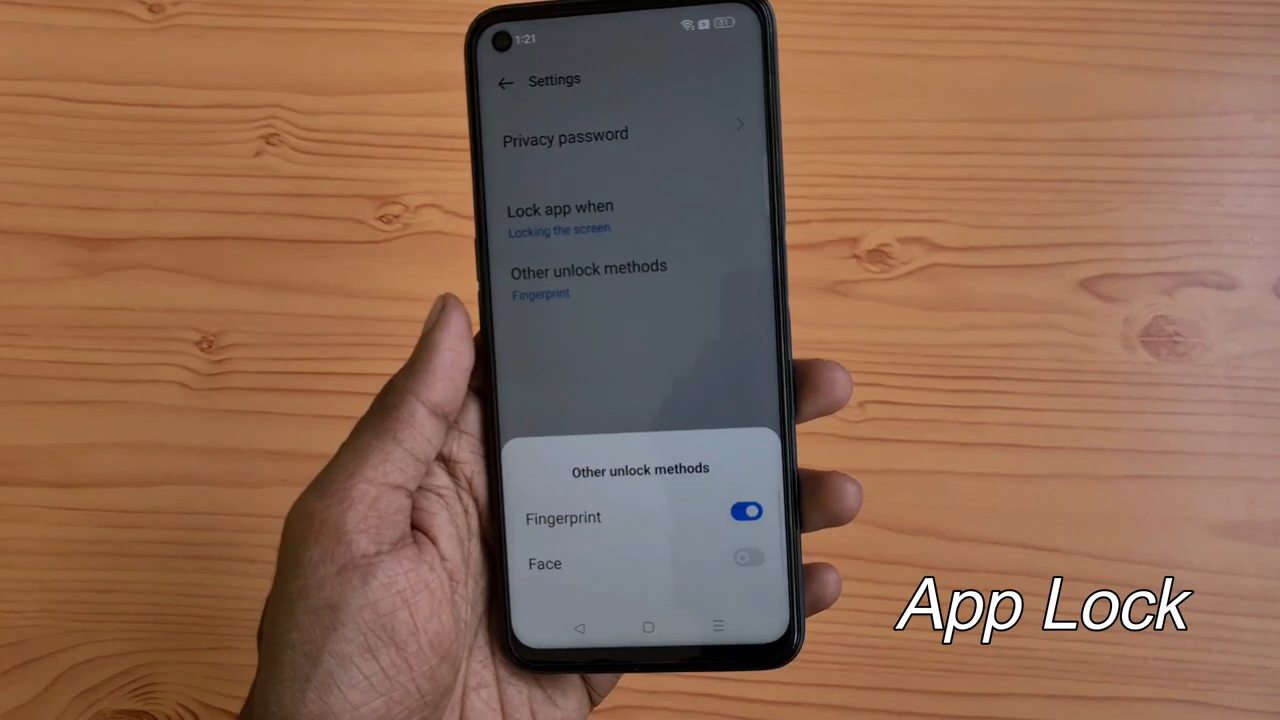 1:21
31
Settings
Privacy password
Lock app when
Locking the screen
Other unlock methods
Fingerprint
Other unlock methods
Fingerprint
Face
App Lock